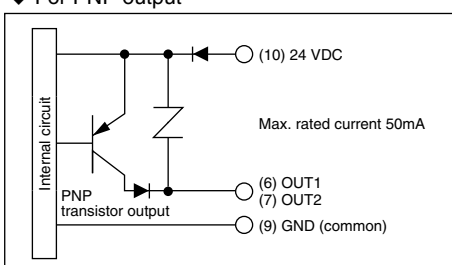 ◆ For PNP output
(10) 24 VDC
Internal circuit
Max. rated current 50mA
PNP
transistor output
(6) OUT1
(7) OUT2
(9) GND (common)